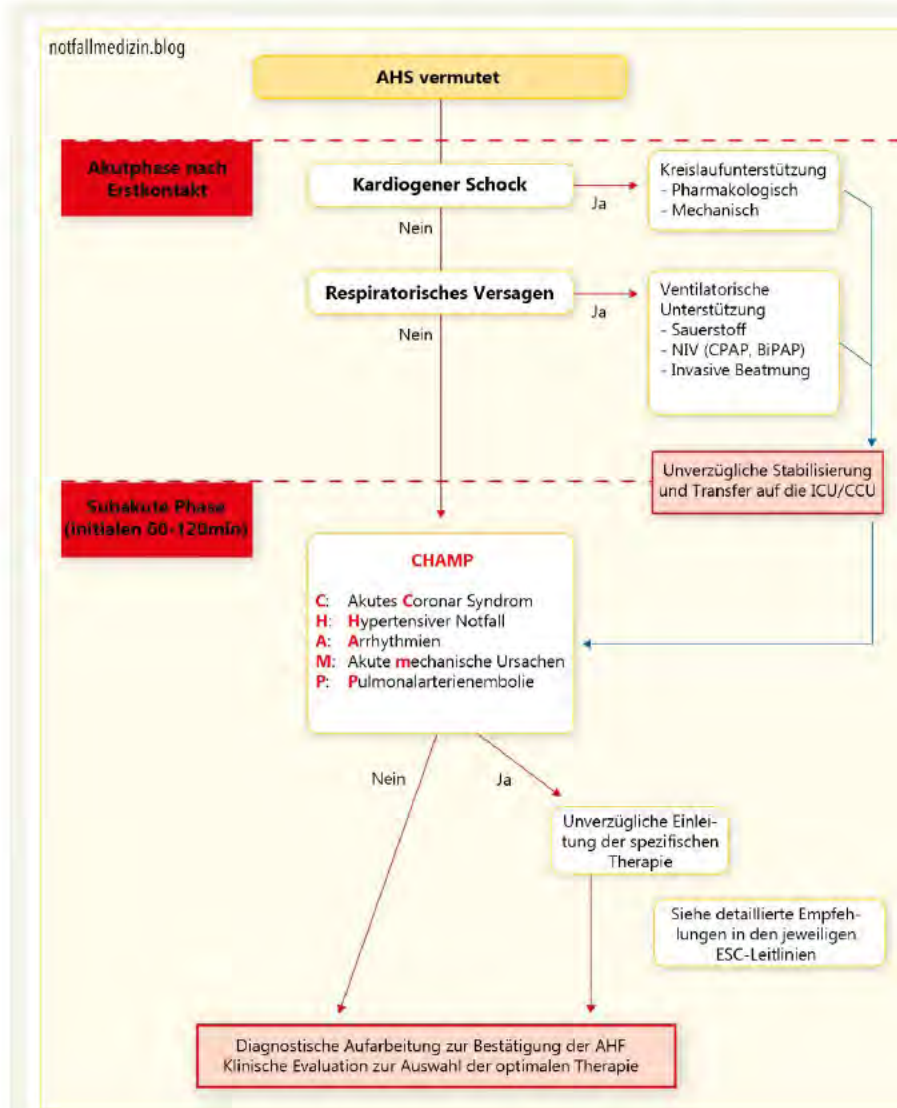 notfallmedizin.blog
AHS vermutet
Akutphase nach
Erstkontakt
Kardiogener Schock
Ja
Kreislaufunterstützung
- Pharmakologisch
- Mechanisch
Nein
Respiratorisches Versagen
Ja
Ventilatorische
Unterstützung
- Sauerstoff
- NIV (CPAP, BiPAP)
- Invasive Beatmung
Nein
Unverzügliche Stabilisierung
und Transfer auf die ICU/CCU
Subakute Phase
(initialen 60-120min)
CHAMP
C: Akutes Coronar Syndrom
H: Hypertensiver Notfall
A: Arrhythmien
M: Akute mechanische Ursachen
P: Pulmonalarterienembolie
Nein
Ja
Unverzügliche Einlei-
tung der spezifischen
Therapie
Siehe detaillierte Empfeh-
lungen in den jeweiligen
ESC-Leitlinien
Diagnostische Aufarbeitung zur Bestätigung der AHF
Klinische Evaluation zur Auswahl der optimalen Therapie